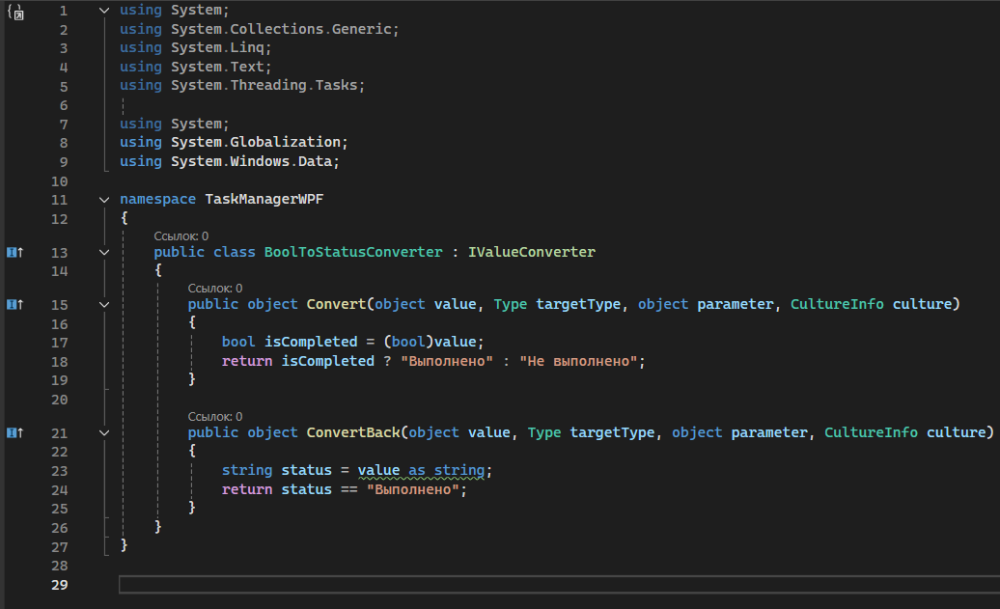 1 using System;
2 using System.Collections.Generic;
3 using System.Linq;
4 using System.Text;
5 using System.Threading.Tasks;
6
7 using System;
8 using System.Globalization;
9 using System.Windows.Data;
10
11 namespace TaskManagerWPF
12 {
Ссылок: 0
13 public class BoolToStatusConverter : IValueConverter
14 {
Ссылок: 0
15 public object Convert(object value, Type targetType, object parameter, CultureInfo culture)
16 {
17 bool isCompleted = (bool)value;
18 return isCompleted ? "Выполнено" : "Не выполнено";
19 }
20
Ссылок: 0
21 public object ConvertBack(object value, Type targetType, object parameter, CultureInfo culture)
22 {
23 string status = value as string;
24 return status == "Выполнено";
25 }
26 }
27 }
28
29